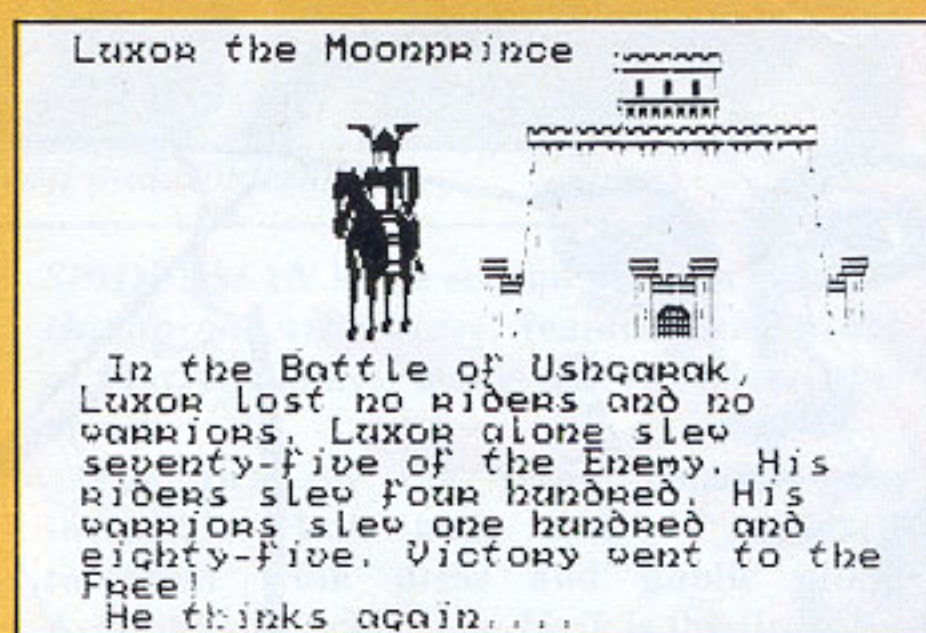 Luxor the Moonprince
In the Battle of Ushgarak,
Luxor lost no riders and no
warriors. Luxor alone slew
seventy-five of the Enemy. His
riders slew four hundred. His
warriors slew one hundred and
eighty-five. Victory went to the
Free!
He thinks again....